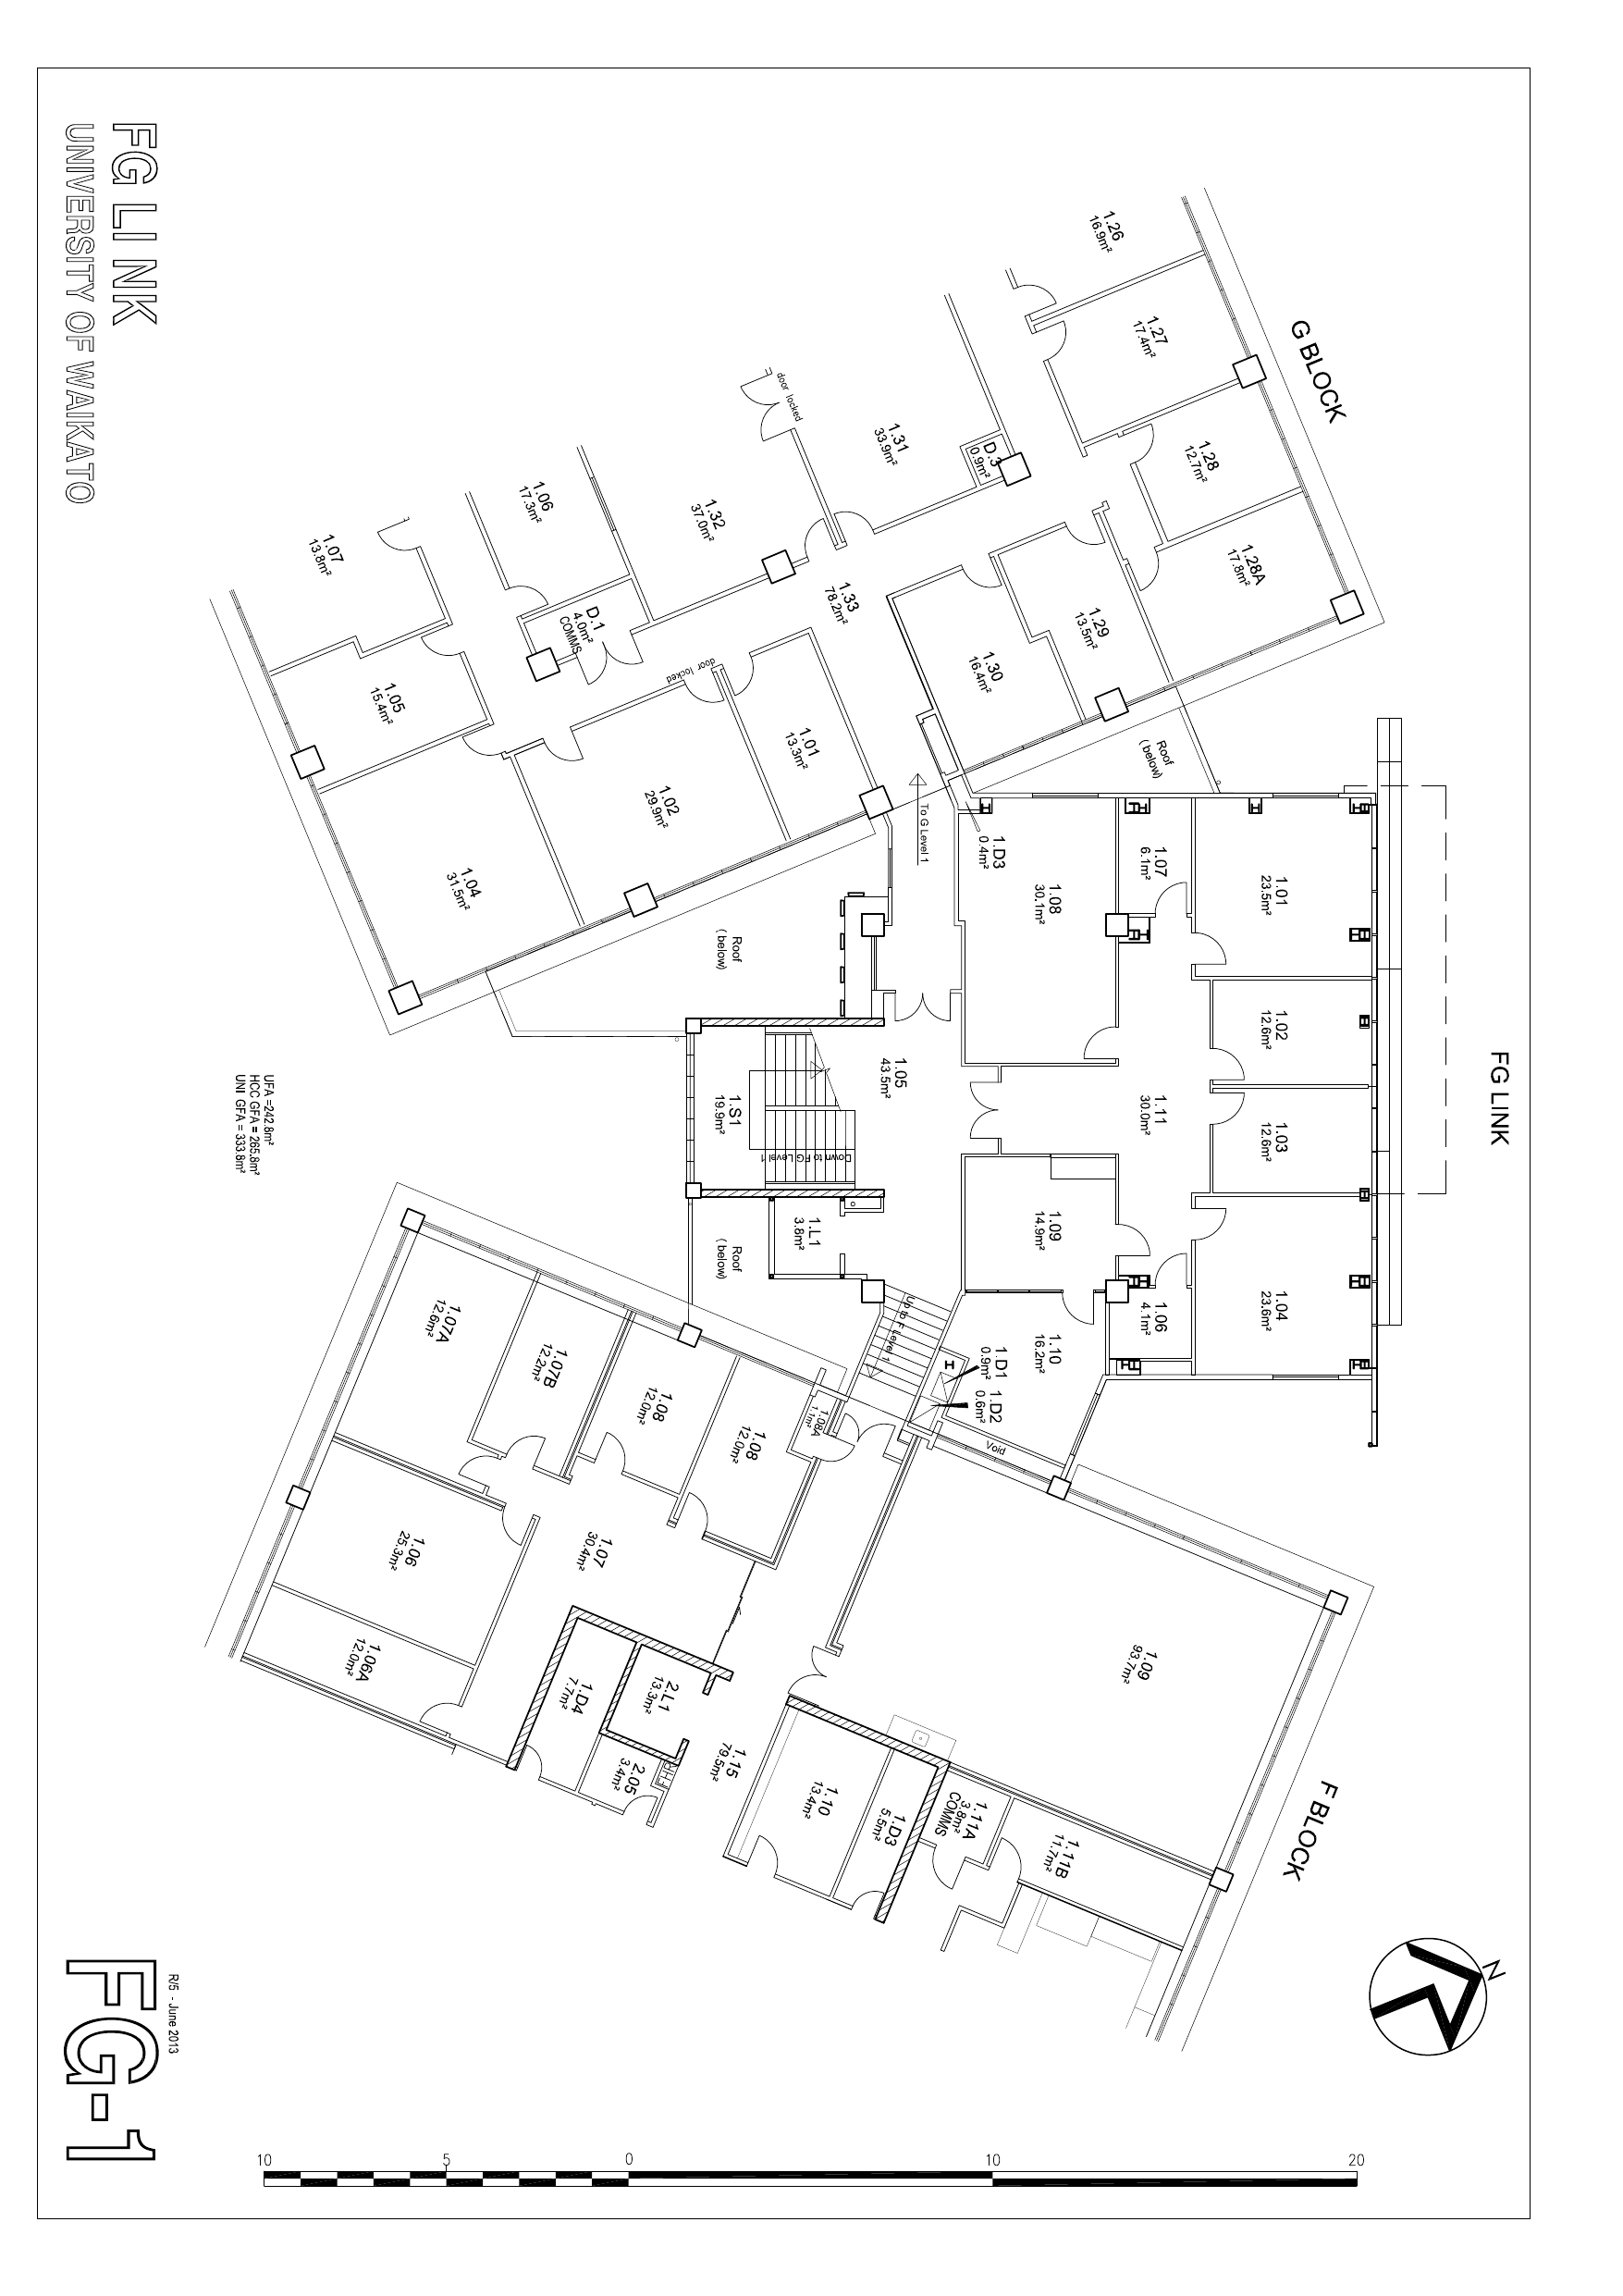 FG LINK
UNIVERSITY OF WAIKATO
G BLOCK
1.26
16.9m²
1.27
17.4m²
1.28
12.7m²
1.28A
17.8m²
1.29
13.5m²
1.30
16.4m²
1.31
33.9m²
D.3
0.9m²
door locked
1.32
37.0m²
1.33
78.2m²
1.06
17.3m²
1.07
13.8m²
D.1
4.0m²
COMMS
door locked
1.05
15.4m²
1.01
13.3m²
1.02
29.9m²
1.04
31.5m²
Roof
(below)
Roof
(below)
To G Level 1
FG LINK
1.D3
0.4m²
1.08
30.1m²
1.07
6.1m²
1.01
23.5m²
1.02
12.6m²
1.03
12.6m²
1.04
23.6m²
1.05
43.5m²
1.11
30.0m²
1.S1
19.9m²
Down to FG Level 1
1.09
14.9m²
1.L1
3.8m²
Roof
(below)
1.06
4.1m²
1.10
16.2m²
1.D1
0.9m²
1.D2
0.6m²
Up to F Level 1
Void
UFA =242.8m²
HCC GFA = 265.8m²
UNI GFA = 333.8m²
F BLOCK
1.07A
12.6m²
1.07B
12.2m²
1.08
12.0m²
1.08
12.0m²
1.08A
1.1m²
1.06
25.3m²
1.07
30.4m²
1.06A
12.0m²
1.D4
7.7m²
2.L1
13.3m²
2.05
3.4m²
FHR
1.15
79.5m²
1.09
93.7m²
1.10
13.4m²
1.D3
5.5m²
1.11A
3.8m²
COMMS
1.11B
11.7m²
N
R/5 - June 2013
FG-1
10 5 0 10 20